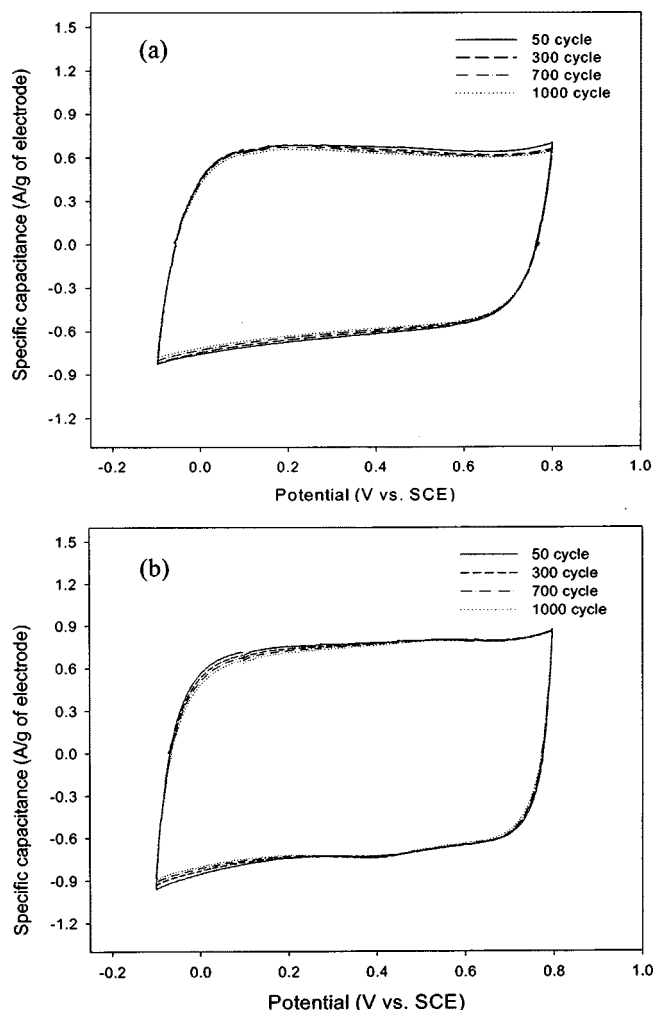 (a)
50 cycle
300 cycle
700 cycle
1000 cycle
Specific capacitance (A/g of electrode)
1.5
1.2
0.9
0.6
0.3
0.0
-0.3
-0.6
-0.9
-1.2
-0.2 0.0 0.2 0.4 0.6 0.8 1.0
Potential (V vs. SCE)
(b)
50 cycle
300 cycle
700 cycle
1000 cycle
Specific capacitance (A/g of electrode)
1.5
1.2
0.9
0.6
0.3
0.0
-0.3
-0.6
-0.9
-1.2
-0.2 0.0 0.2 0.4 0.6 0.8 1.0
Potential (V vs. SCE)